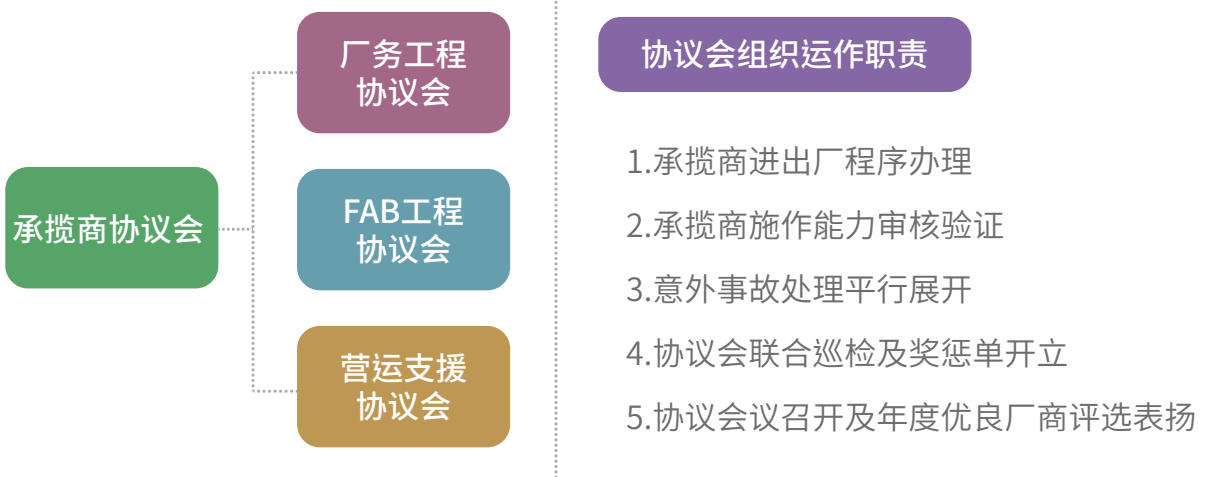 承揽商协议会
厂务工程
协议会
FAB工程
协议会
营运支援
协议会
协议会组织运作职责
1.承揽商进出厂程序办理
2.承揽商施作能力审核验证
3.意外事故处理平行展开
4.协议会联合巡检及奖惩单开立
5.协议会议召开及年度优良厂商评选表扬